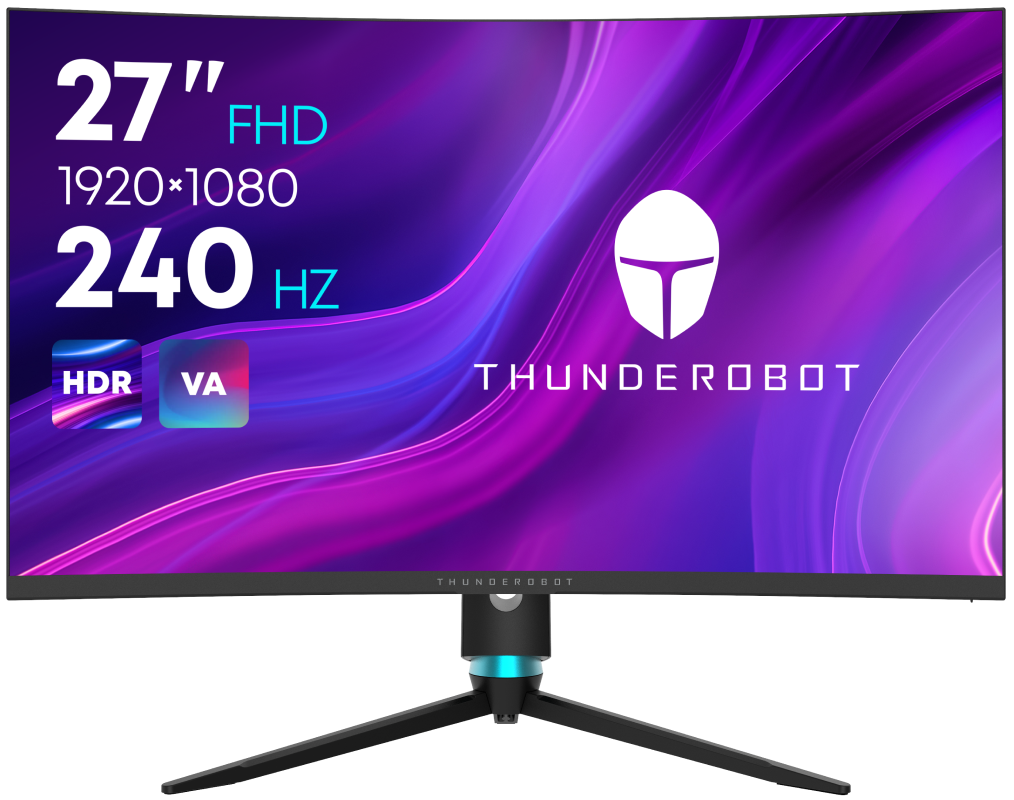 27" FHD
1920×1080
240 HZ
HDR VA
THUNDEROBOT
THUNDEROBOT